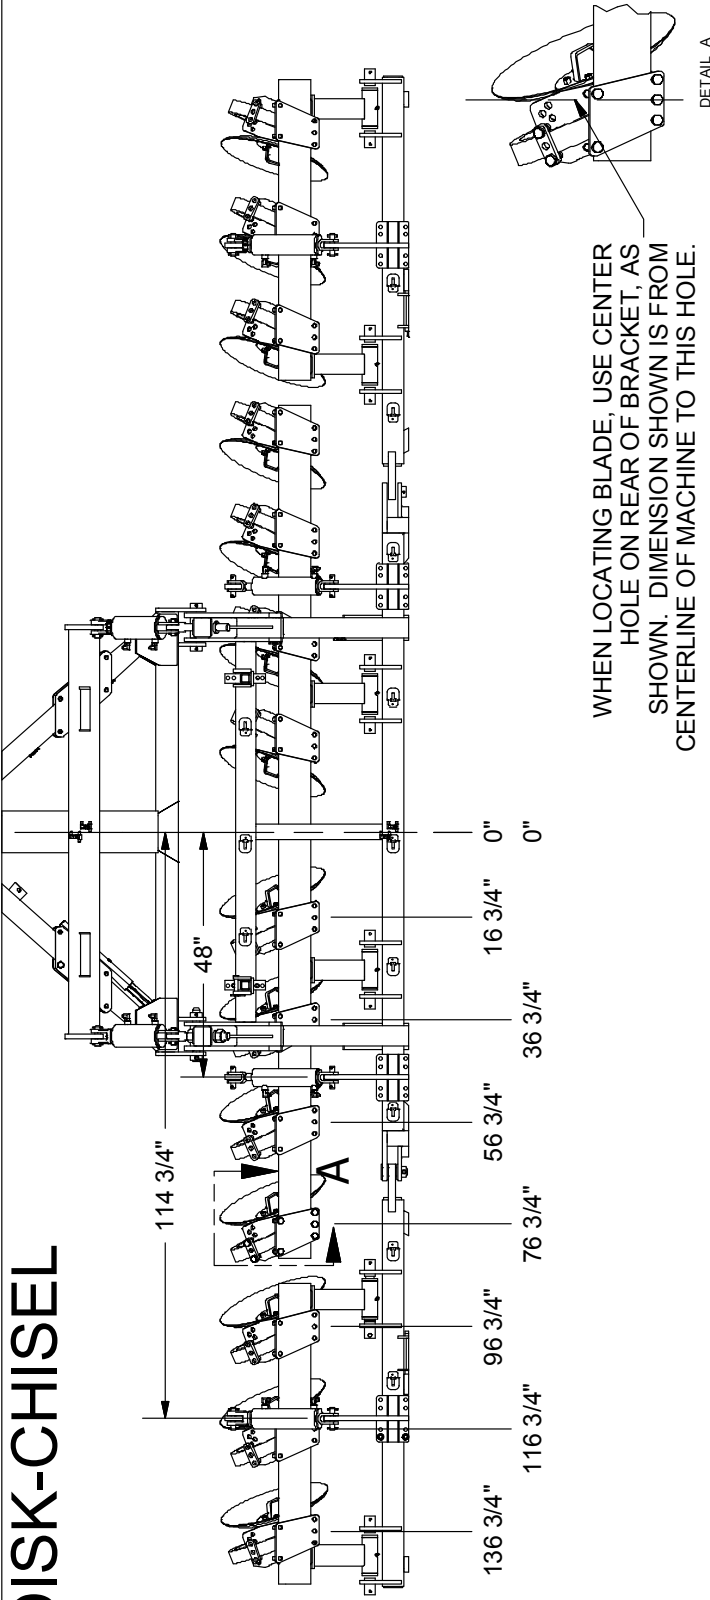 DISK-CHISEL
114 3/4"
48"
A
136 3/4"
116 3/4"
96 3/4"
76 3/4"
56 3/4"
36 3/4"
16 3/4"
0"
0"
WHEN LOCATING BLADE, USE CENTER
HOLE ON REAR OF BRACKET, AS
SHOWN. DIMENSION SHOWN IS FROM
CENTERLINE OF MACHINE TO THIS HOLE.
DETAIL A